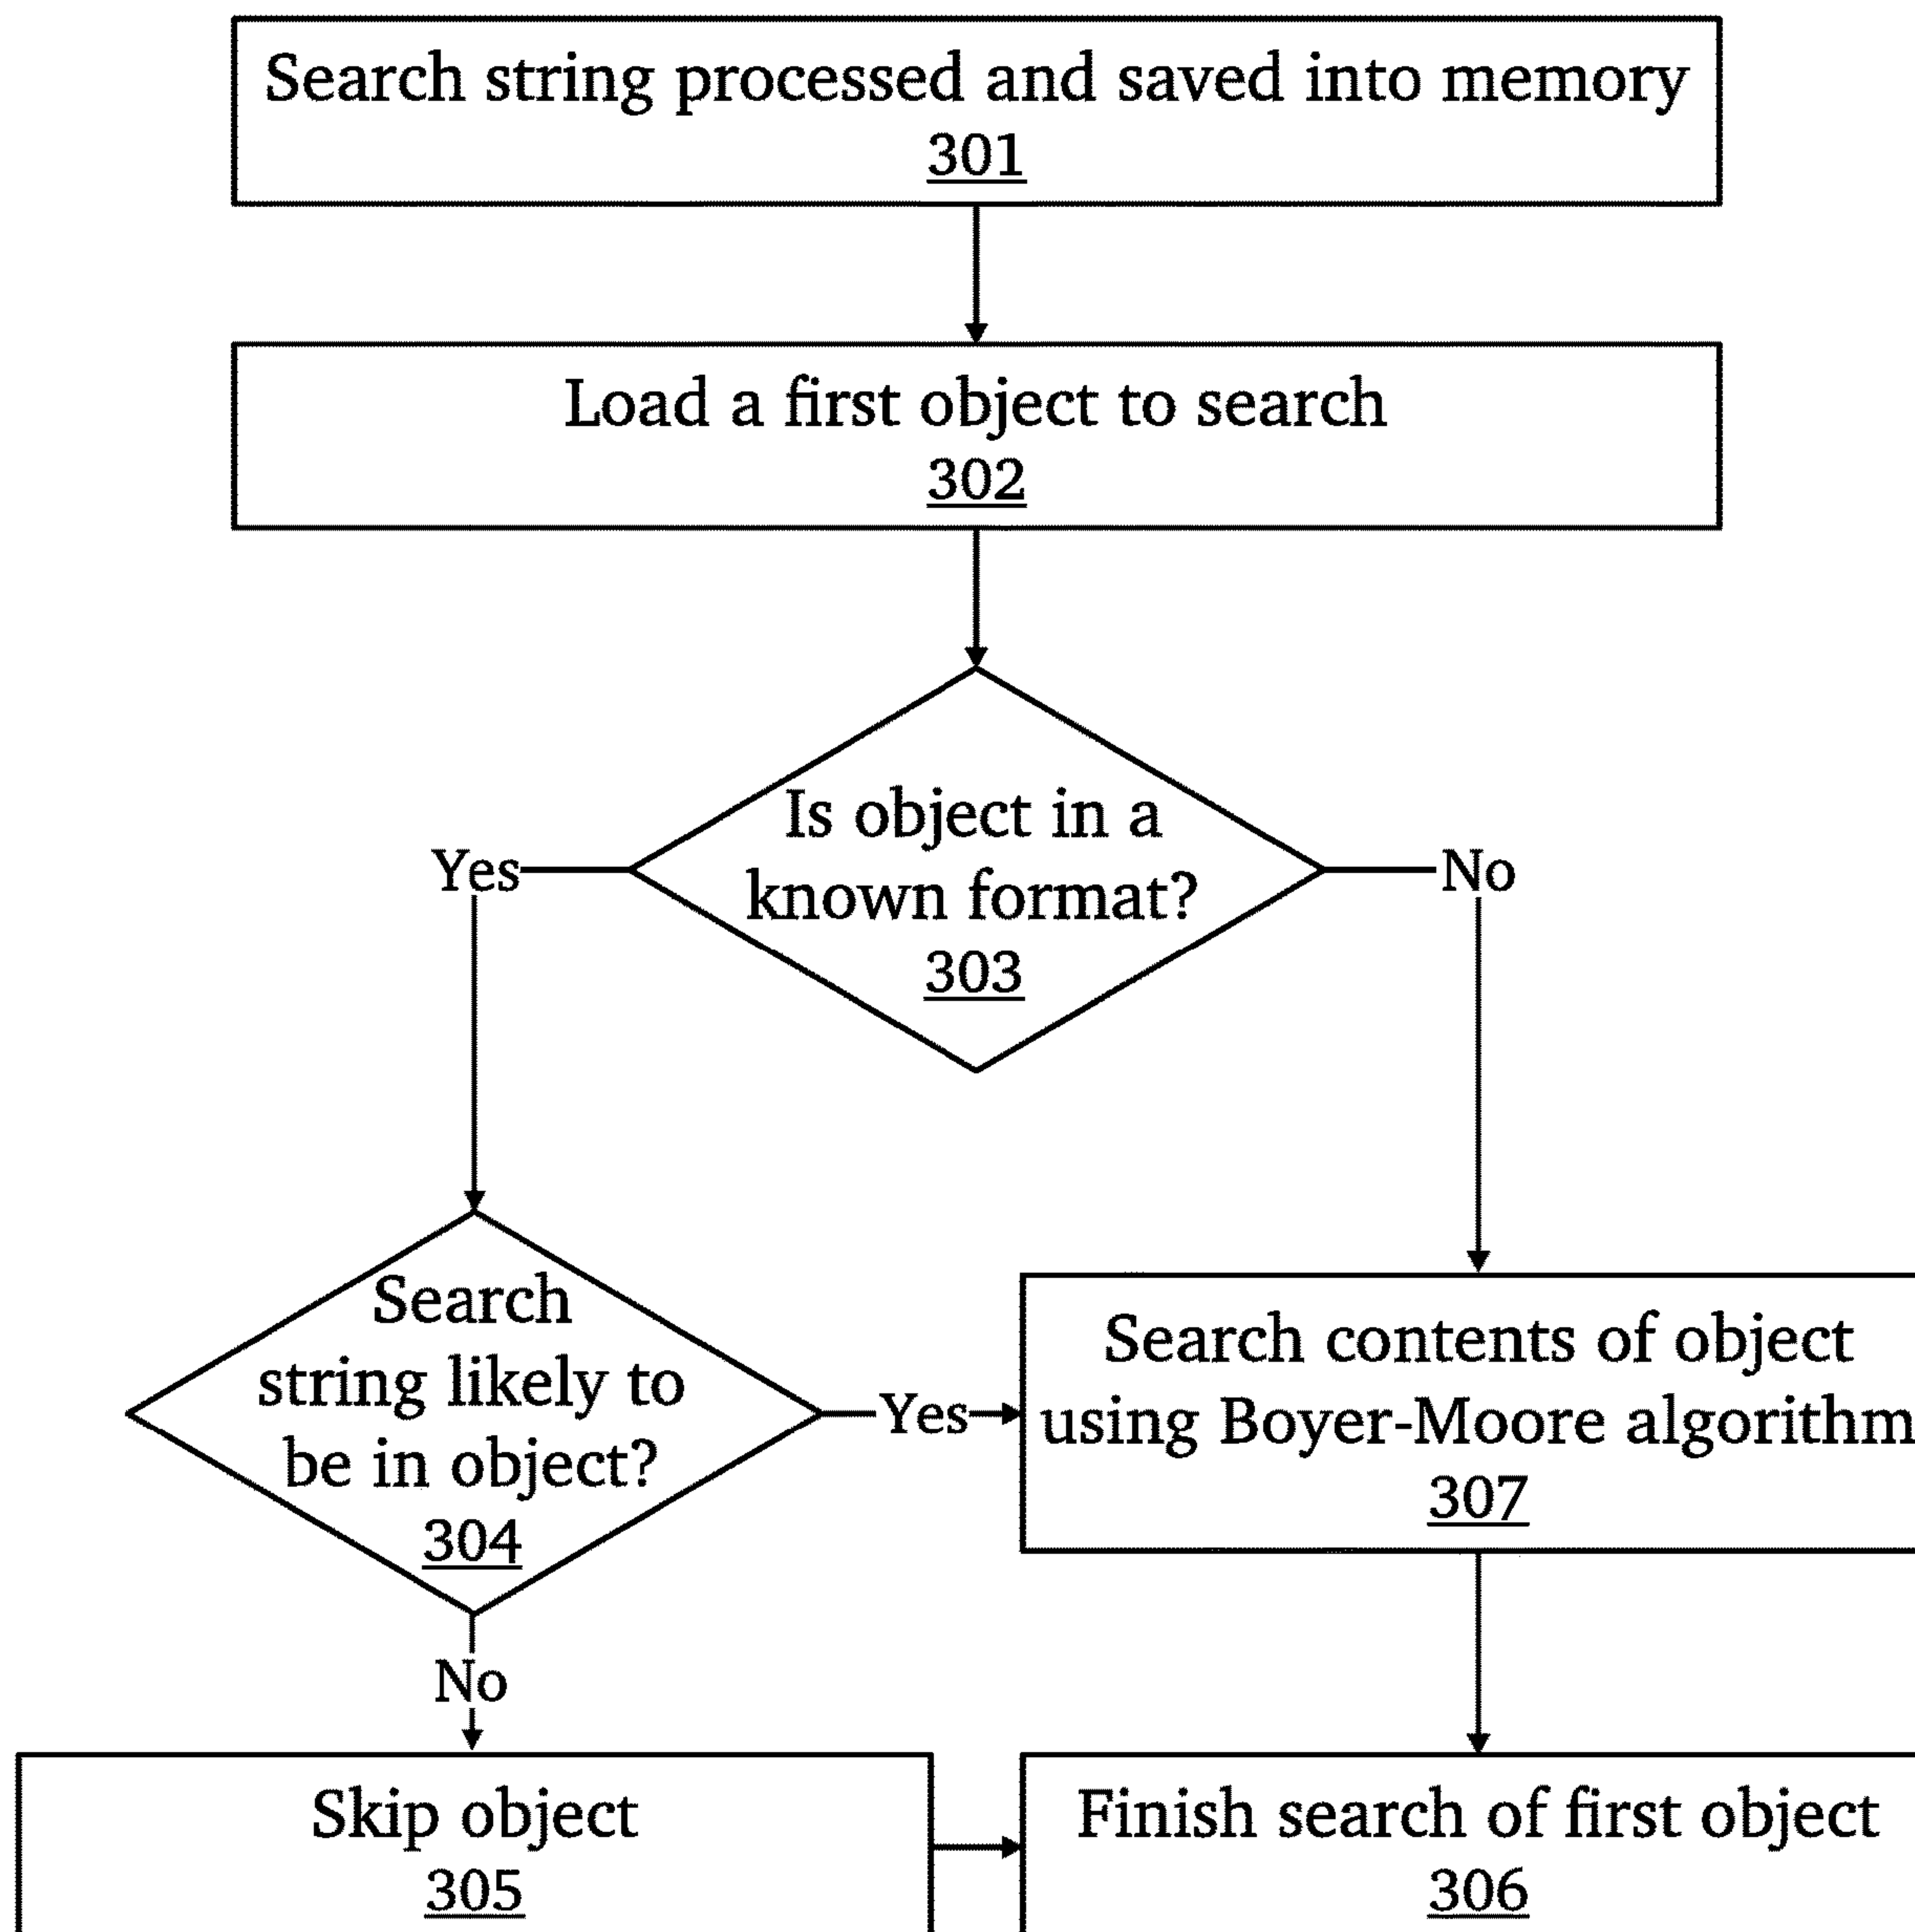 Search string processed and saved into memory
301
Load a first object to search
302
Is object in a
known format?
303
Yes
No
Search
string likely to
be in object?
304
Yes
Search contents of object
using Boyer-Moore algorithm
307
No
Skip object
305
Finish search of first object
306